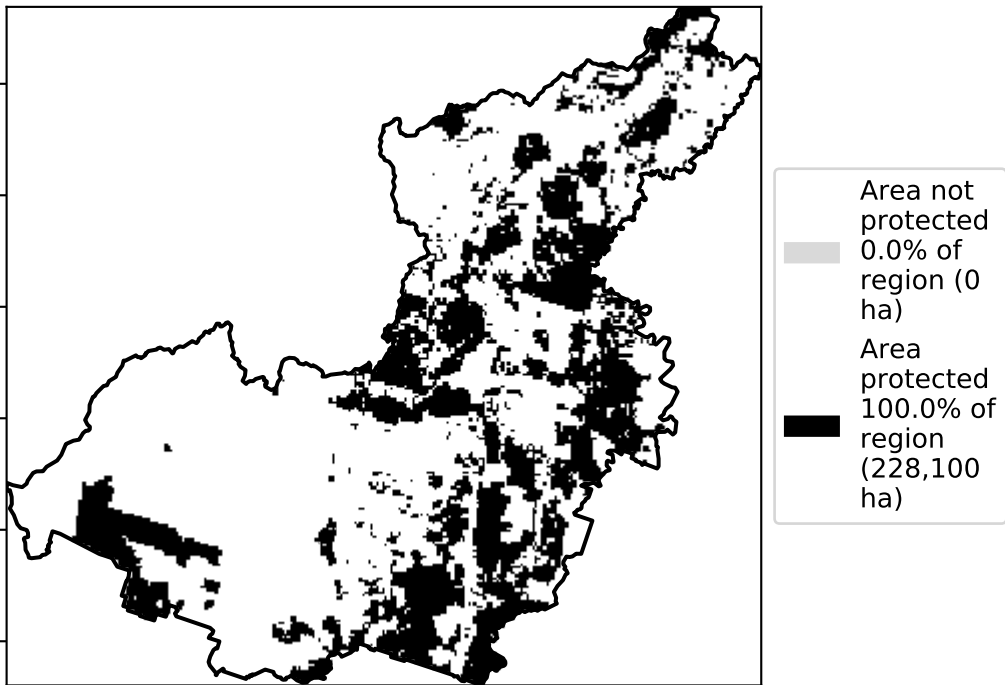 Area not
protected
0.0% of
region (0
ha)
Area
protected
100.0% of
region
(228,100
ha)